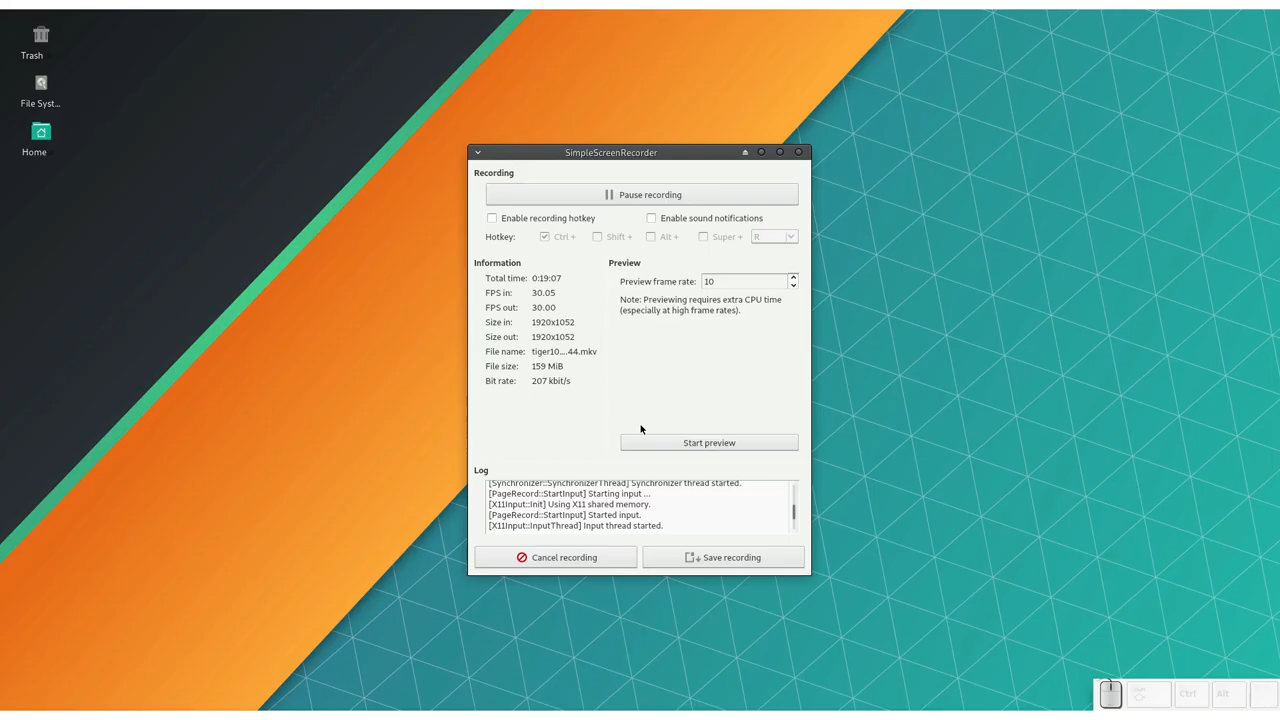 Trash
File Syst...
Home
SimpleScreenRecorder
Recording
Pause recording
Enable recording hotkey
Enable sound notifications
Hotkey: Ctrl + Shift + Alt + Super + R
Information
Total time: 0:19:07
FPS in: 30.05
FPS out: 30.00
Size in: 1920x1052
Size out: 1920x1052
File name: tiger10....44.mkv
File size: 159 MiB
Bit rate: 207 kbit/s
Preview
Preview frame rate: 10
Note: Previewing requires extra CPU time
(especially at high frame rates).
Start preview
Log
[Synchronizer::SynchronizerThread] Synchronizer thread started.
[PageRecord::StartInput] Starting input ...
[X11Input::Init] Using X11 shared memory.
[PageRecord::StartInput] Started input.
[X11Input::InputThread] Input thread started.
Cancel recording
Save recording
Ctrl
Alt